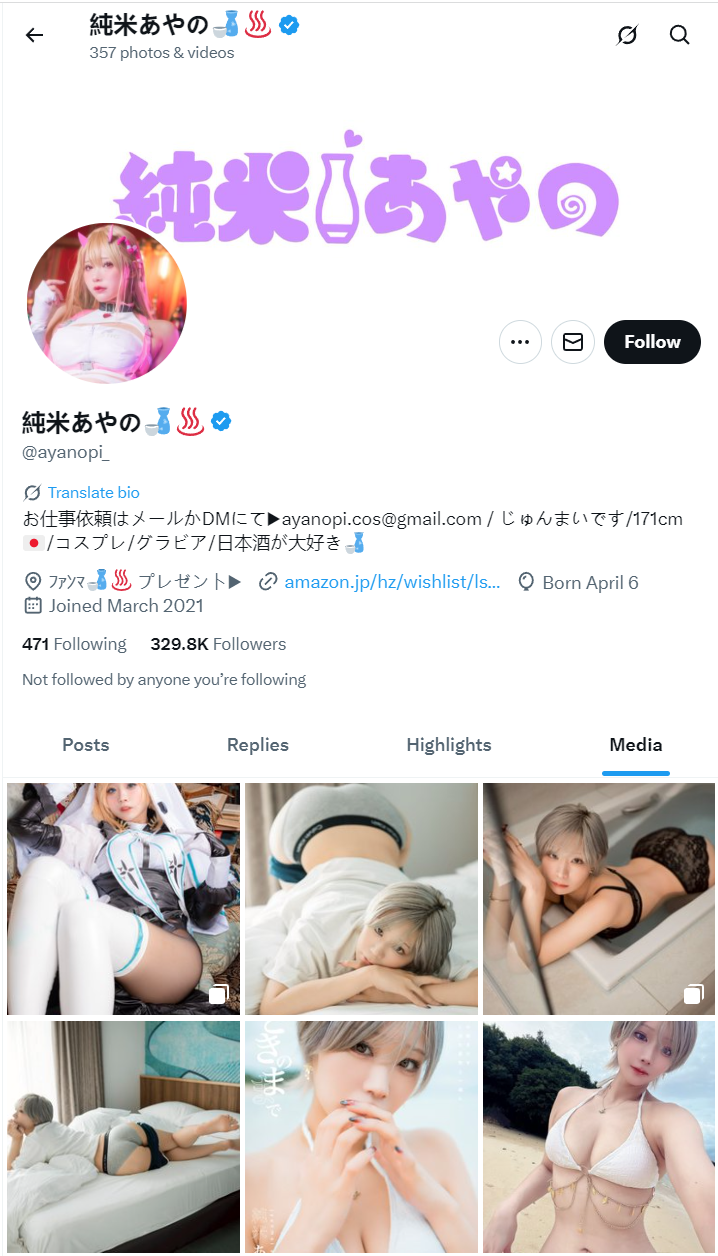 純米あやの🍶♨️
357 photos & videos
純米あやの
Follow
純米あやの🍶♨️
@ayanopi_
Translate bio
お仕事依頼はメールかDMにて▶ayanopi.cos@gmail.com / じゅんまいです/171cm
🇯🇵/コスプレ/グラビア/日本酒が大好き🍶
ﾌｧﾝﾏ🍶♨️ プレゼント▶ amazon.jp/hz/wishlist/ls... Born April 6
Joined March 2021
471 Following 329.8K Followers
Not followed by anyone you’re following
Posts Replies Highlights Media
ときのまで